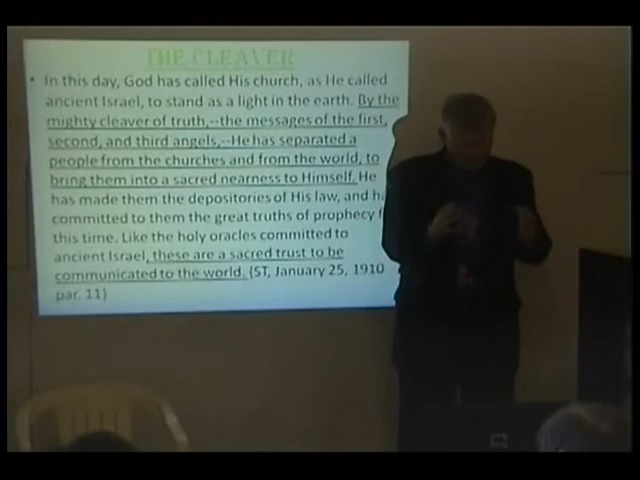 THE CLEAVER
• In this day, God has called His church, as He called
ancient Israel, to stand as a light in the earth. By the
mighty cleaver of truth,--the messages of the first,
second, and third angels,--He has separated a
people from the churches and from the world, to
bring them into a sacred nearness to Himself. He
has made them the depositories of His law, and h
committed to them the great truths of prophecy f
this time. Like the holy oracles committed to
ancient Israel, these are a sacred trust to be
communicated to the world. {ST, January 25, 1910
par. 11}